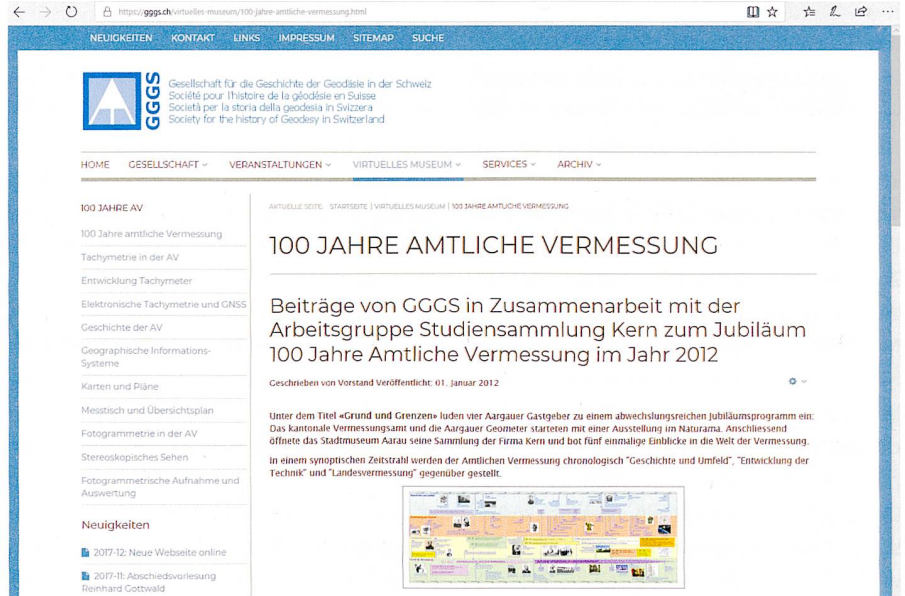 https://gggs.ch/virtuelles-museum/100-jahre-amtliche-vermessung.html
NEUIGKEITEN KONTAKT LINKS IMPRESSUM SITEMAP SUCHE
GGGS
Gesellschaft für die Geschichte der Geodäsie in der Schweiz
Société pour l'histoire de la géodésie en Suisse
Società per la storia della geodesia in Svizzera
Society for the history of Geodesy in Switzerland
HOME GESELLSCHAFT VERANSTALTUNGEN VIRTUELLES MUSEUM SERVICES ARCHIV
100 JAHRE AV
100 Jahre amtliche Vermessung
Tachymetrie in der AV
Entwicklung Tachymeter
Elektronische Tachymetrie und GNSS
Geschichte der AV
Geographische Informations-
Systeme
Karten und Pläne
Messtisch und Übersichtsplan
Fotogrammetrie in der AV
Stereoskopisches Sehen
Fotogrammetrische Aufnahme und
Auswertung
Neuigkeiten
2017-12: Neue Webseite online
2017-11: Abschiedsvorlesung
Reinhard Gottwald
AKTUELLE SEITE: STARTSEITE | VIRTUELLES MUSEUM | 100 JAHRE AMTLICHE VERMESSUNG
100 JAHRE AMTLICHE VERMESSUNG
Beiträge von GGGS in Zusammenarbeit mit der
Arbeitsgruppe Studiensammlung Kern zum Jubiläum
100 Jahre Amtliche Vermessung im Jahr 2012
Geschrieben von Vorstand Veröffentlicht: 01. Januar 2012
Unter dem Titel «Grund und Grenzen» luden vier Aargauer Gastgeber zu einem abwechslungsreichen Jubiläumsprogramm ein:
Das kantonale Vermessungsamt und die Aargauer Geometer starteten mit einer Ausstellung im Naturama. Anschliessend
öffnete das Stadtmuseum Aarau seine Sammlung der Firma Kern und bot fünf einmalige Einblicke in die Welt der Vermessung.
In einem synoptischen Zeitstrahl werden der Amtlichen Vermessung chronologisch "Geschichte und Umfeld", "Entwicklung der
Technik" und "Landesvermessung" gegenüber gestellt.